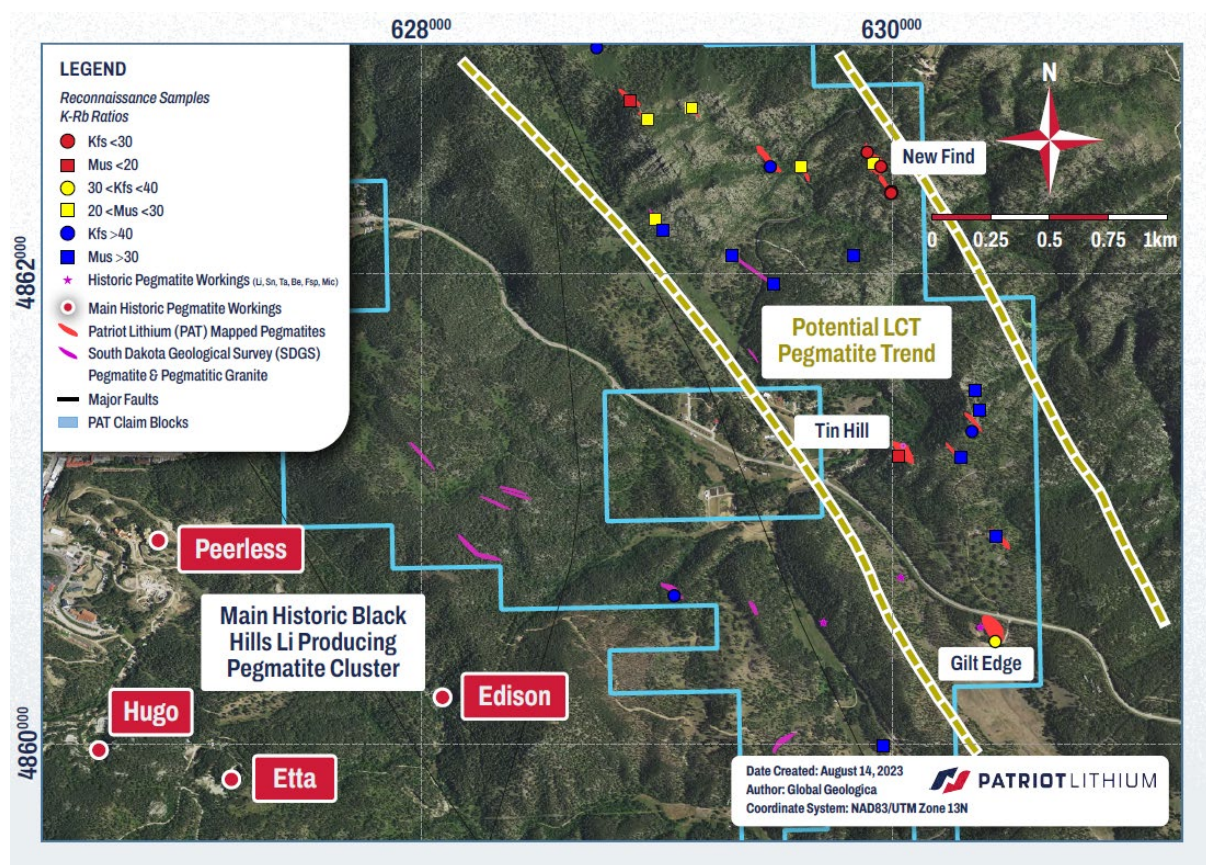 628000
630000
4862000
4860000
LEGEND
Reconnaissance Samples
K-Rb Ratios
Kfs <30
Mus <20
30 <Kfs <40
20 <Mus <30
Kfs >40
Mus >30
Historic Pegmatite Workings (Li, Sn, Ta, Be, Fsp, Mic)
Main Historic Pegmatite Workings
Patriot Lithium (PAT) Mapped Pegmatites
South Dakota Geological Survey (SDGS)
Pegmatite & Pegmatitic Granite
Major Faults
PAT Claim Blocks
N
New Find
0 0.25 0.5 0.75 1km
Potential LCT
Pegmatite Trend
Tin Hill
Peerless
Main Historic Black
Hills Li Producing
Pegmatite Cluster
Gilt Edge
Edison
Hugo
Etta
Date Created: August 14, 2023
Author: Global Geologica
Coordinate System: NAD83/UTM Zone 13N
PATRIOTLITHIUM